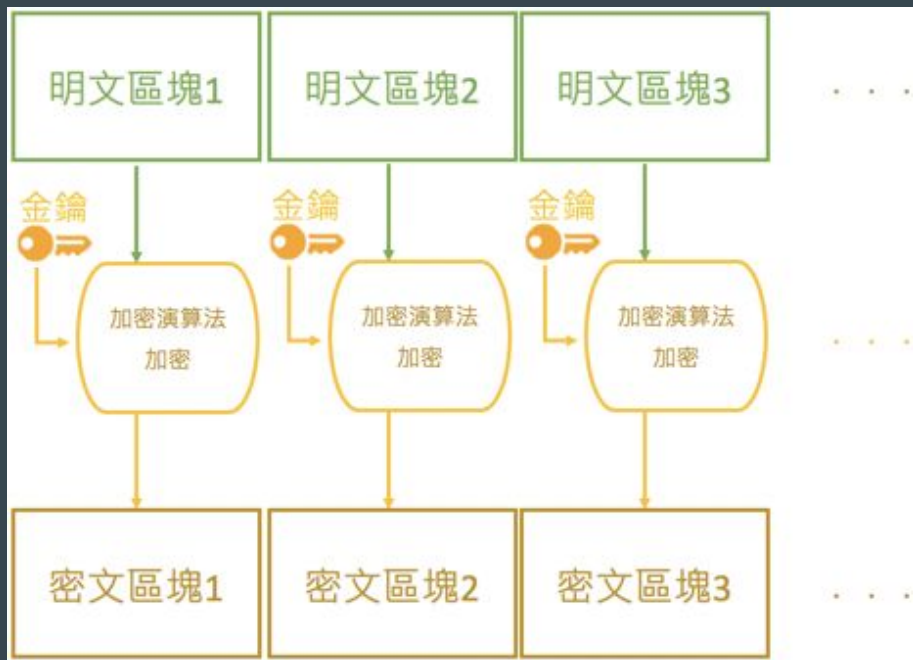 明文區塊1
明文區塊2
明文區塊3
. . .
金鑰
金鑰
金鑰
加密演算法
加密
加密演算法
加密
加密演算法
加密
. . .
密文區塊1
密文區塊2
密文區塊3
. . .